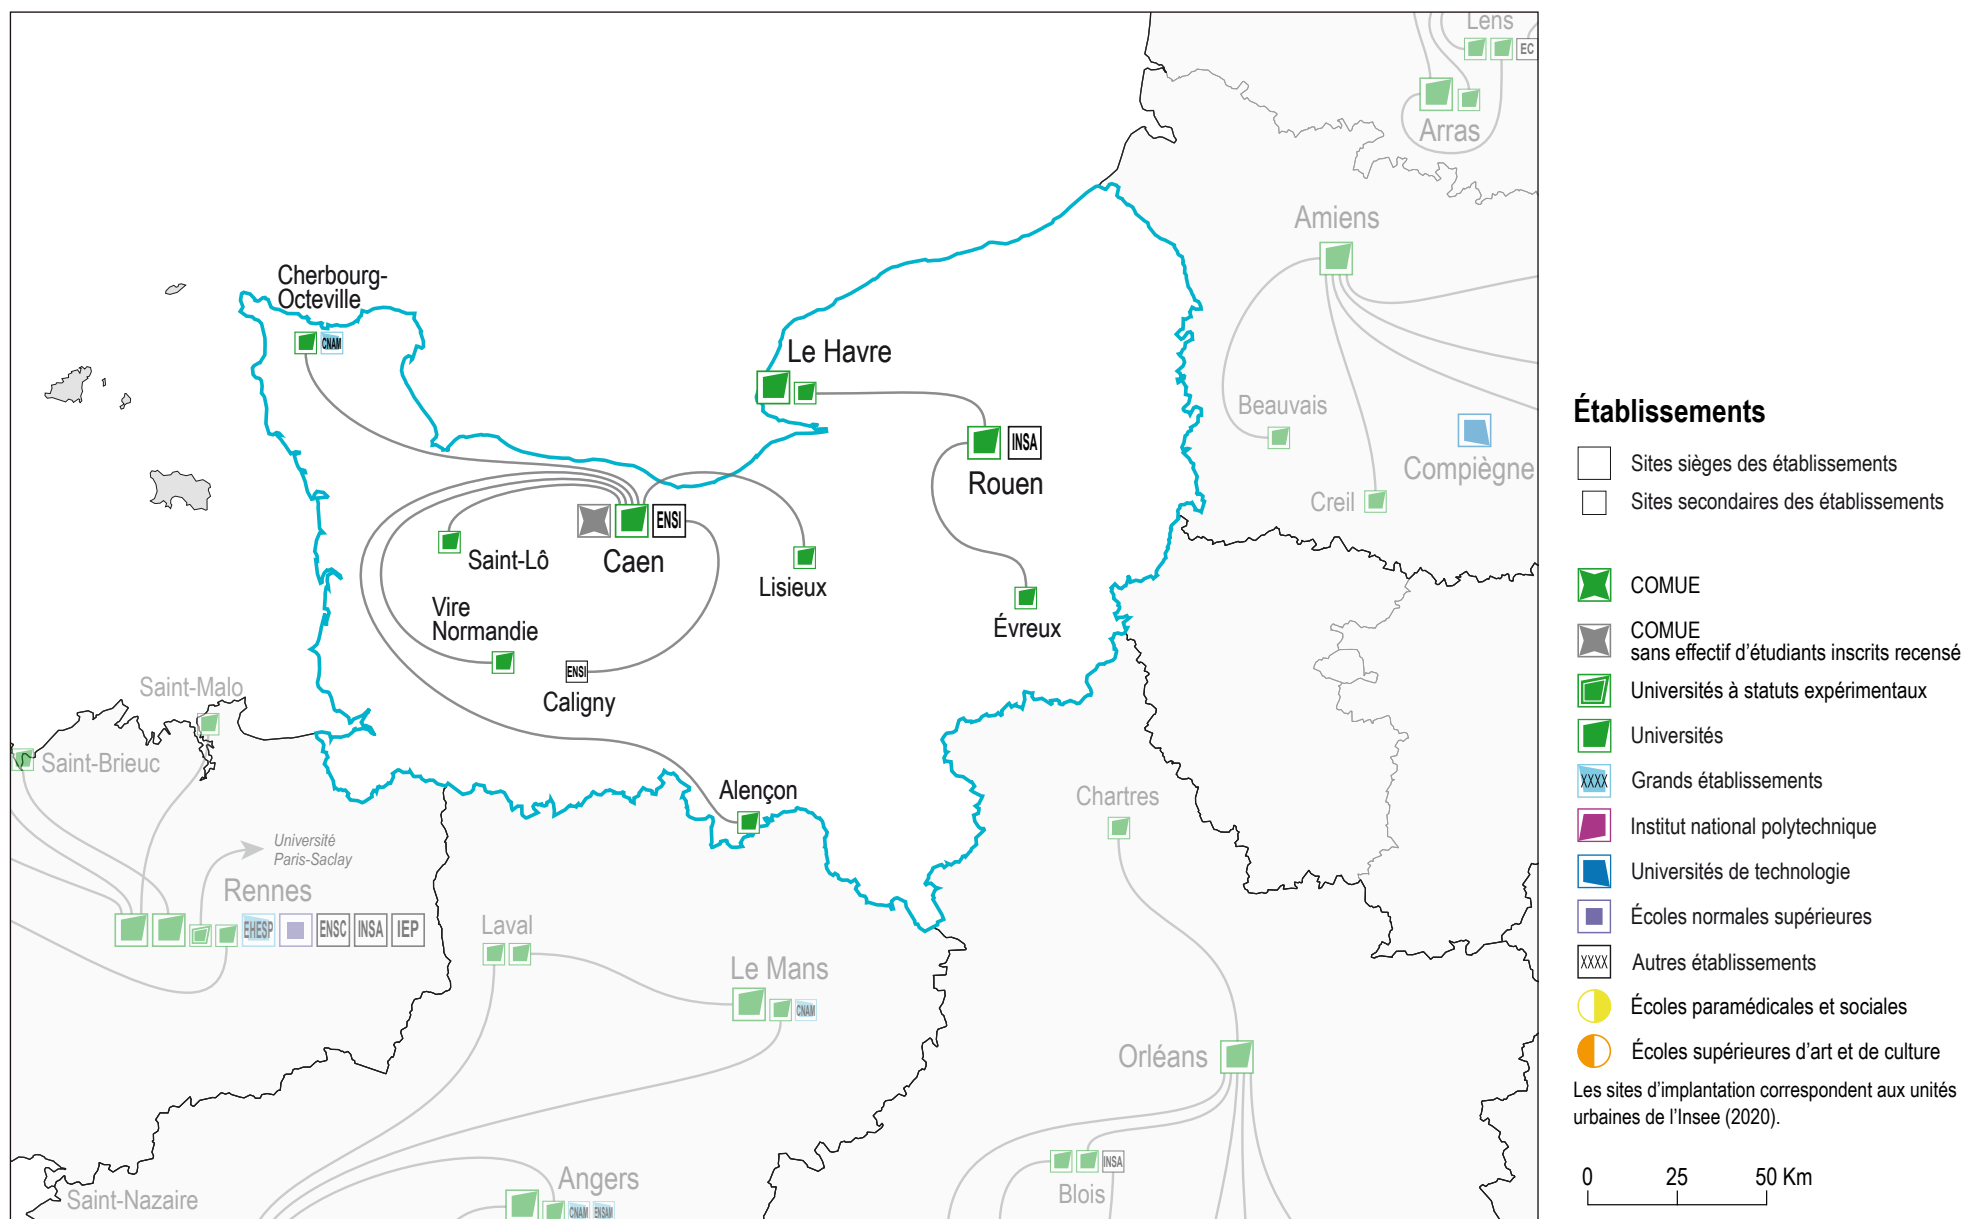 Lens
EC
Arras
Amiens
Cherbourg-
Octeville
CNAM
Le Havre
Beauvais
INSA
Rouen
Compiègne
Creil
ENSI
Saint-Lô
Caen
Lisieux
Vire
Normandie
Évreux
ENSI
Caligny
Saint-Malo
Saint-Brieuc
Alençon
Chartres
Université
Paris-Saclay
Rennes
EHESP
ENSC
INSA
IEP
Laval
Le Mans
CNAM
Orléans
INSA
Blois
Angers
CNAM
ENSAM
Saint-Nazaire
Établissements
Sites sièges des établissements
Sites secondaires des établissements
COMUE
COMUE
sans effectif d'étudiants inscrits recensé
Universités à statuts expérimentaux
Universités
XXXX Grands établissements
Institut national polytechnique
Universités de technologie
Écoles normales supérieures
XXXX Autres établissements
Écoles paramédicales et sociales
Écoles supérieures d'art et de culture
Les sites d'implantation correspondent aux unités
urbaines de l'Insee (2020).
0 25 50 Km